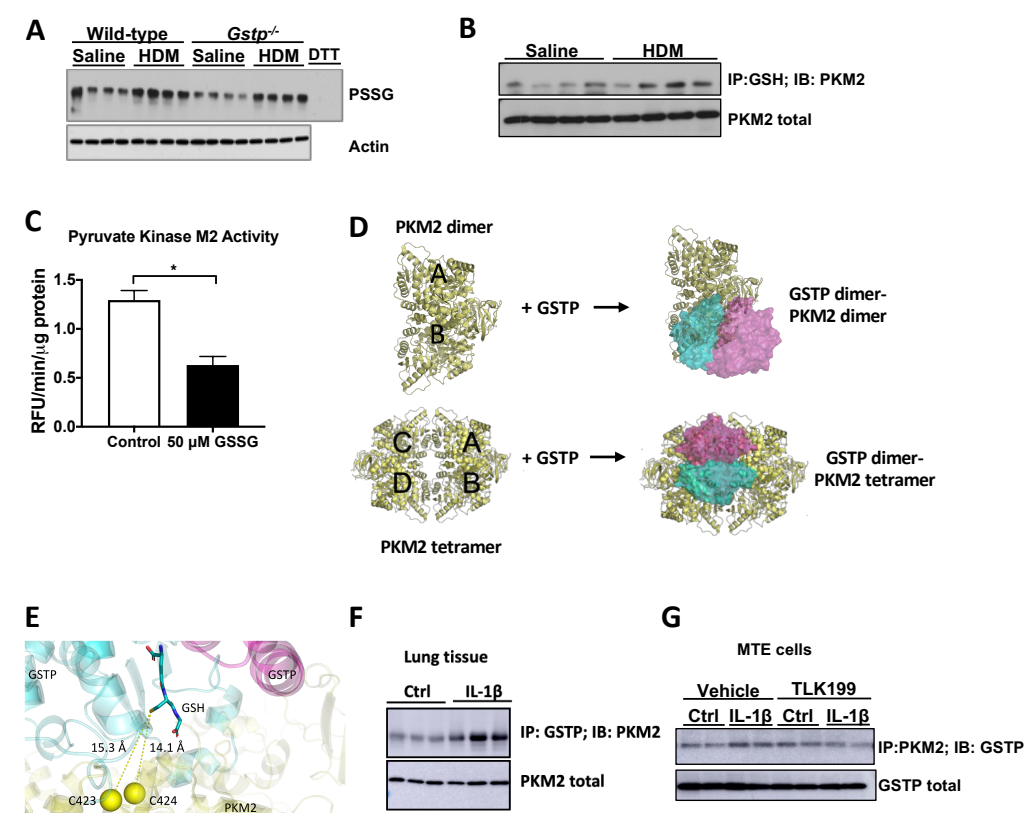 A
Wild-type Gstp-/-
Saline HDM Saline HDM DTT
PSSG
Actin
B
Saline HDM
IP:GSH; IB: PKM2
PKM2 total
C
Pyruvate Kinase M2 Activity
RFU/min/µg protein
1.5
*
1.0
0.5
0.0
Control 50 µM GSSG
D
PKM2 dimer
A
B
+ GSTP
GSTP dimer-
PKM2 dimer
C A
D B
+ GSTP
GSTP dimer-
PKM2 tetramer
PKM2 tetramer
E
GSTP GSTP
GSH
15.3 Å 14.1 Å
C423 C424
PKM2
F
Lung tissue
Ctrl IL-1β
IP: GSTP; IB: PKM2
PKM2 total
G
MTE cells
Vehicle TLK199
Ctrl IL-1β Ctrl IL-1β
IP:PKM2; IB: GSTP
GSTP total